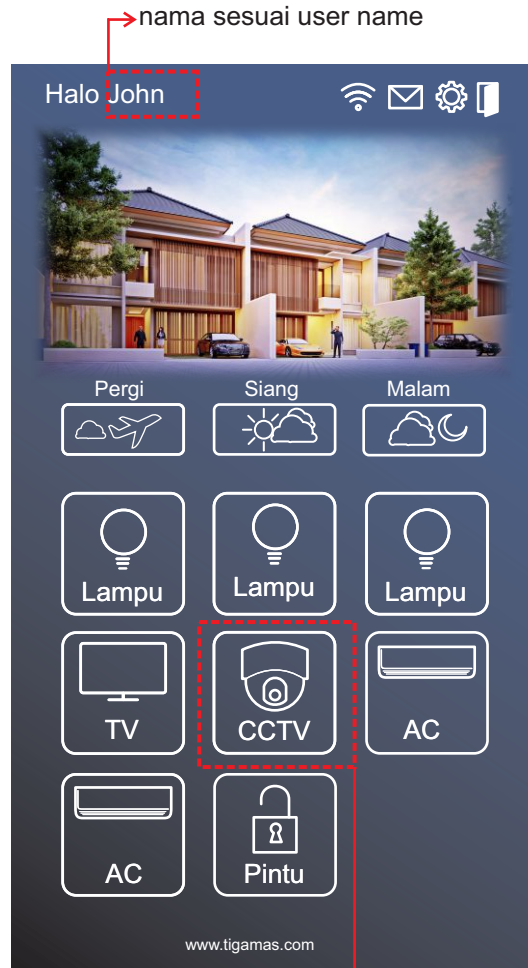 nama sesuai user name
Halo John
Pergi Siang Malam
Lampu Lampu Lampu
TV CCTV AC
AC Pintu
www.tigamas.com